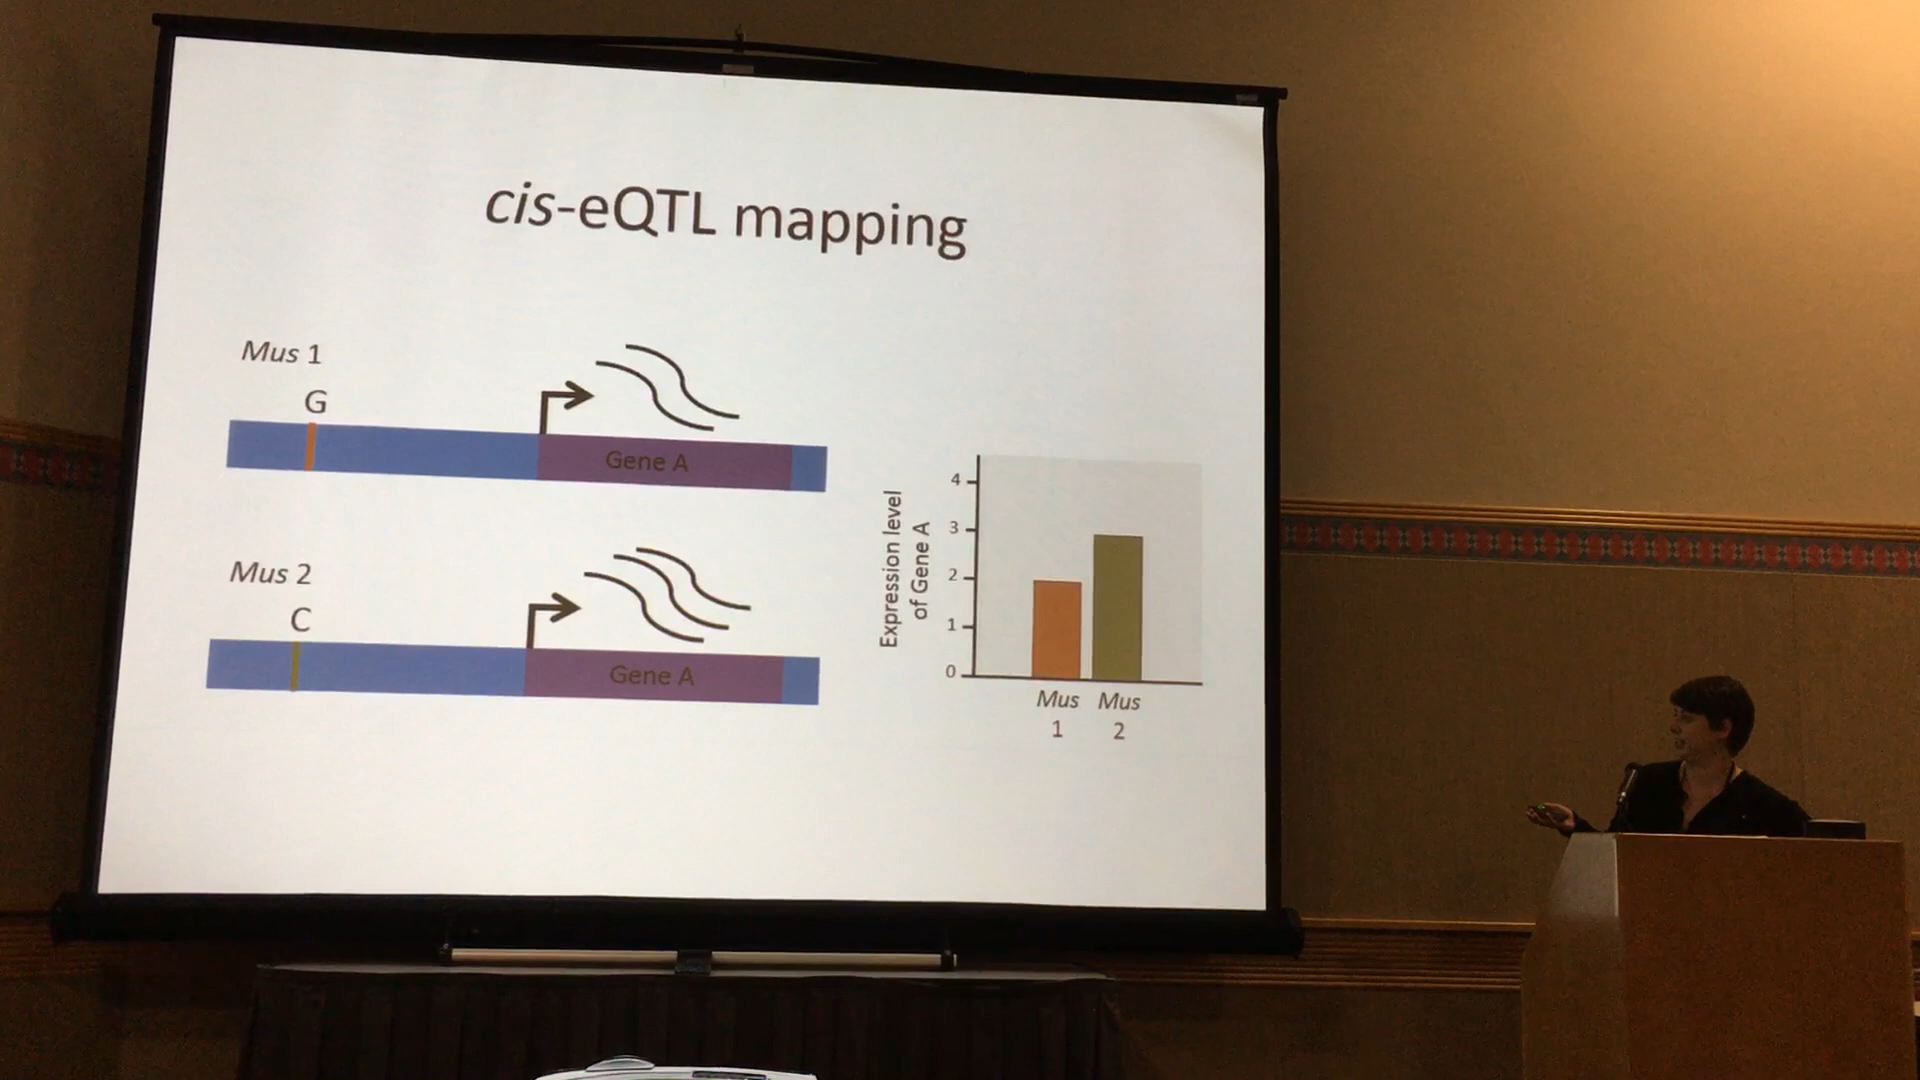 cis-eQTL mapping
Mus 1
G
Gene A
Mus 2
C
Gene A
Expression level
of Gene A
4
3
2
1
0
Mus Mus
1 2